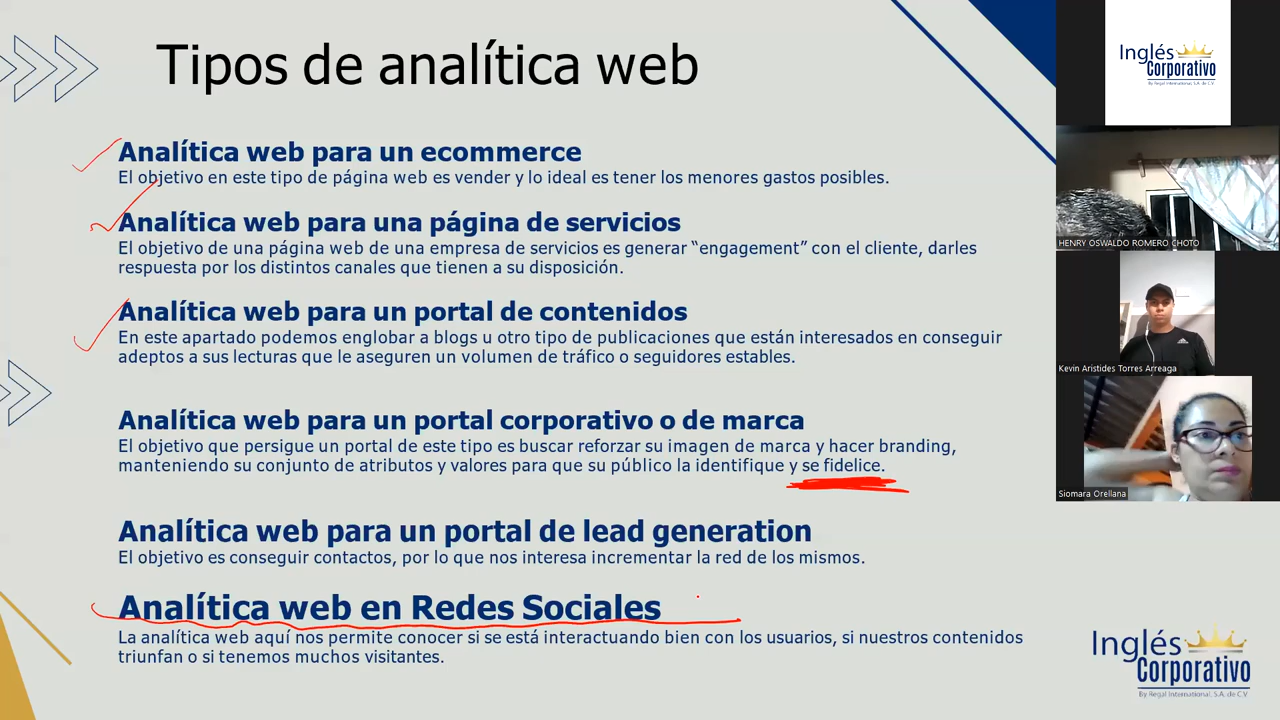 Tipos de analítica web
Analítica web para un ecommerce
El objetivo en este tipo de página web es vender y lo ideal es tener los menores gastos posibles.
Analítica web para una página de servicios
El objetivo de una página web de una empresa de servicios es generar “engagement” con el cliente, darles
respuesta por los distintos canales que tienen a su disposición.
Analítica web para un portal de contenidos
En este apartado podemos englobar a blogs u otro tipo de publicaciones que están interesados en conseguir
adeptos a sus lecturas que le aseguren un volumen de tráfico o seguidores estables.
Analítica web para un portal corporativo o de marca
El objetivo que persigue un portal de este tipo es buscar reforzar su imagen de marca y hacer branding,
manteniendo su conjunto de atributos y valores para que su público la identifique y se fidelice.
Analítica web para un portal de lead generation
El objetivo es conseguir contactos, por lo que nos interesa incrementar la red de los mismos.
Analítica web en Redes Sociales
La analítica web aquí nos permite conocer si se está interactuando bien con los usuarios, si nuestros contenidos
triunfan o si tenemos muchos visitantes.
Inglés
Corporativo
By Regal International, S.A. de C.V.
HENRY OSWALDO ROMERO CHOTO
Kevin Aristides Torres Arreaga
Siomara Orellana
Inglés
Corporativo
By Regal International, S.A. de C.V.